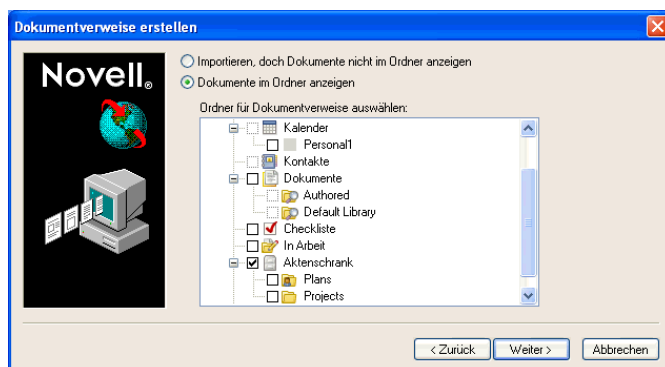 Dokumentverweise erstellen
Novell®
Importieren, doch Dokumente nicht im Ordner anzeigen
Dokumente im Ordner anzeigen
Ordner für Dokumentverweise auswählen:
Kalender
Personal1
Kontakte
Dokumente
Authored
Default Library
Checkliste
In Arbeit
Aktenschrank
Plans
Projects
< Zurück
Weiter >
Abbrechen